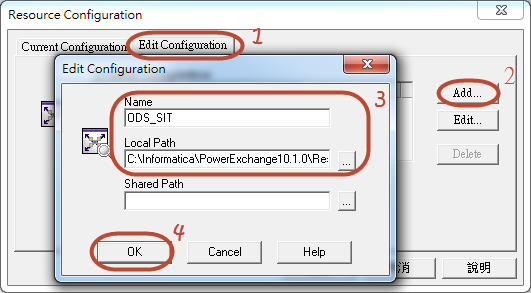 Resource Configuration
Current Configuration
Edit Configuration
1
2
Add...
Edit...
Delete
Edit Configuration
3
Name
ODS_SIT
Local Path
C:\Informatica\PowerExchange10.1.0\Res
...
Shared Path
...
4
OK
Cancel
Help
消
說明